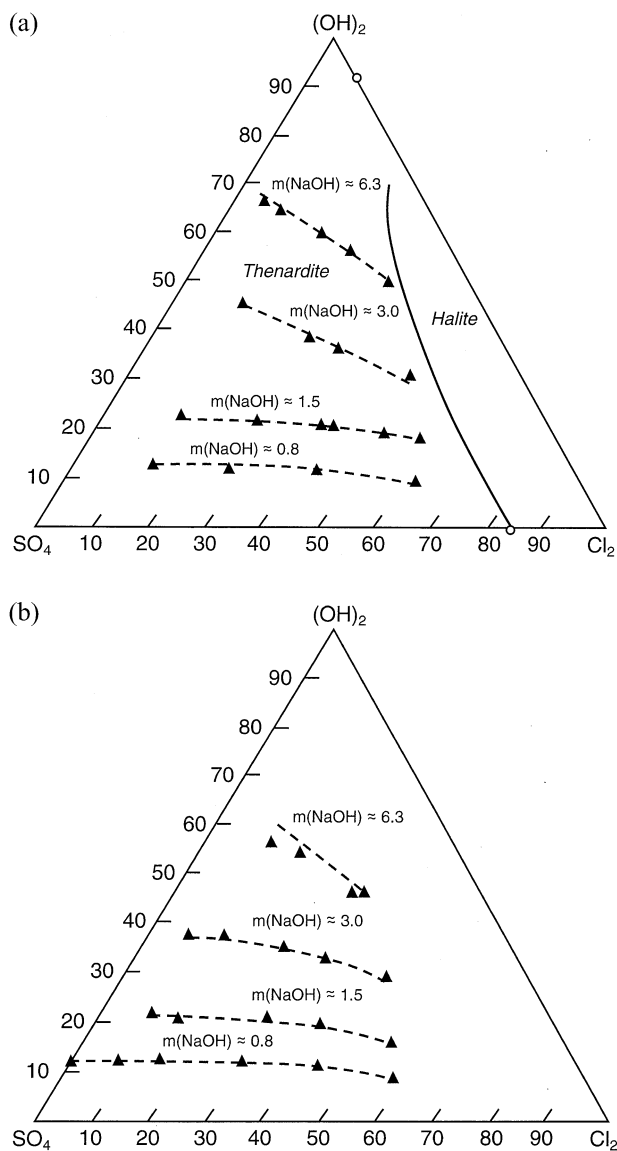 (a)
(OH)₂
90
80
70
m(NaOH) ≈ 6.3
60
Thenardite
50
m(NaOH) ≈ 3.0
Halite
40
30
m(NaOH) ≈ 1.5
20
m(NaOH) ≈ 0.8
10
SO₄ 10 20 30 40 50 60 70 80 90 Cl₂
(b)
(OH)₂
90
80
70
60
m(NaOH) ≈ 6.3
50
40
m(NaOH) ≈ 3.0
30
m(NaOH) ≈ 1.5
20
m(NaOH) ≈ 0.8
10
SO₄ 10 20 30 40 50 60 70 80 90 Cl₂